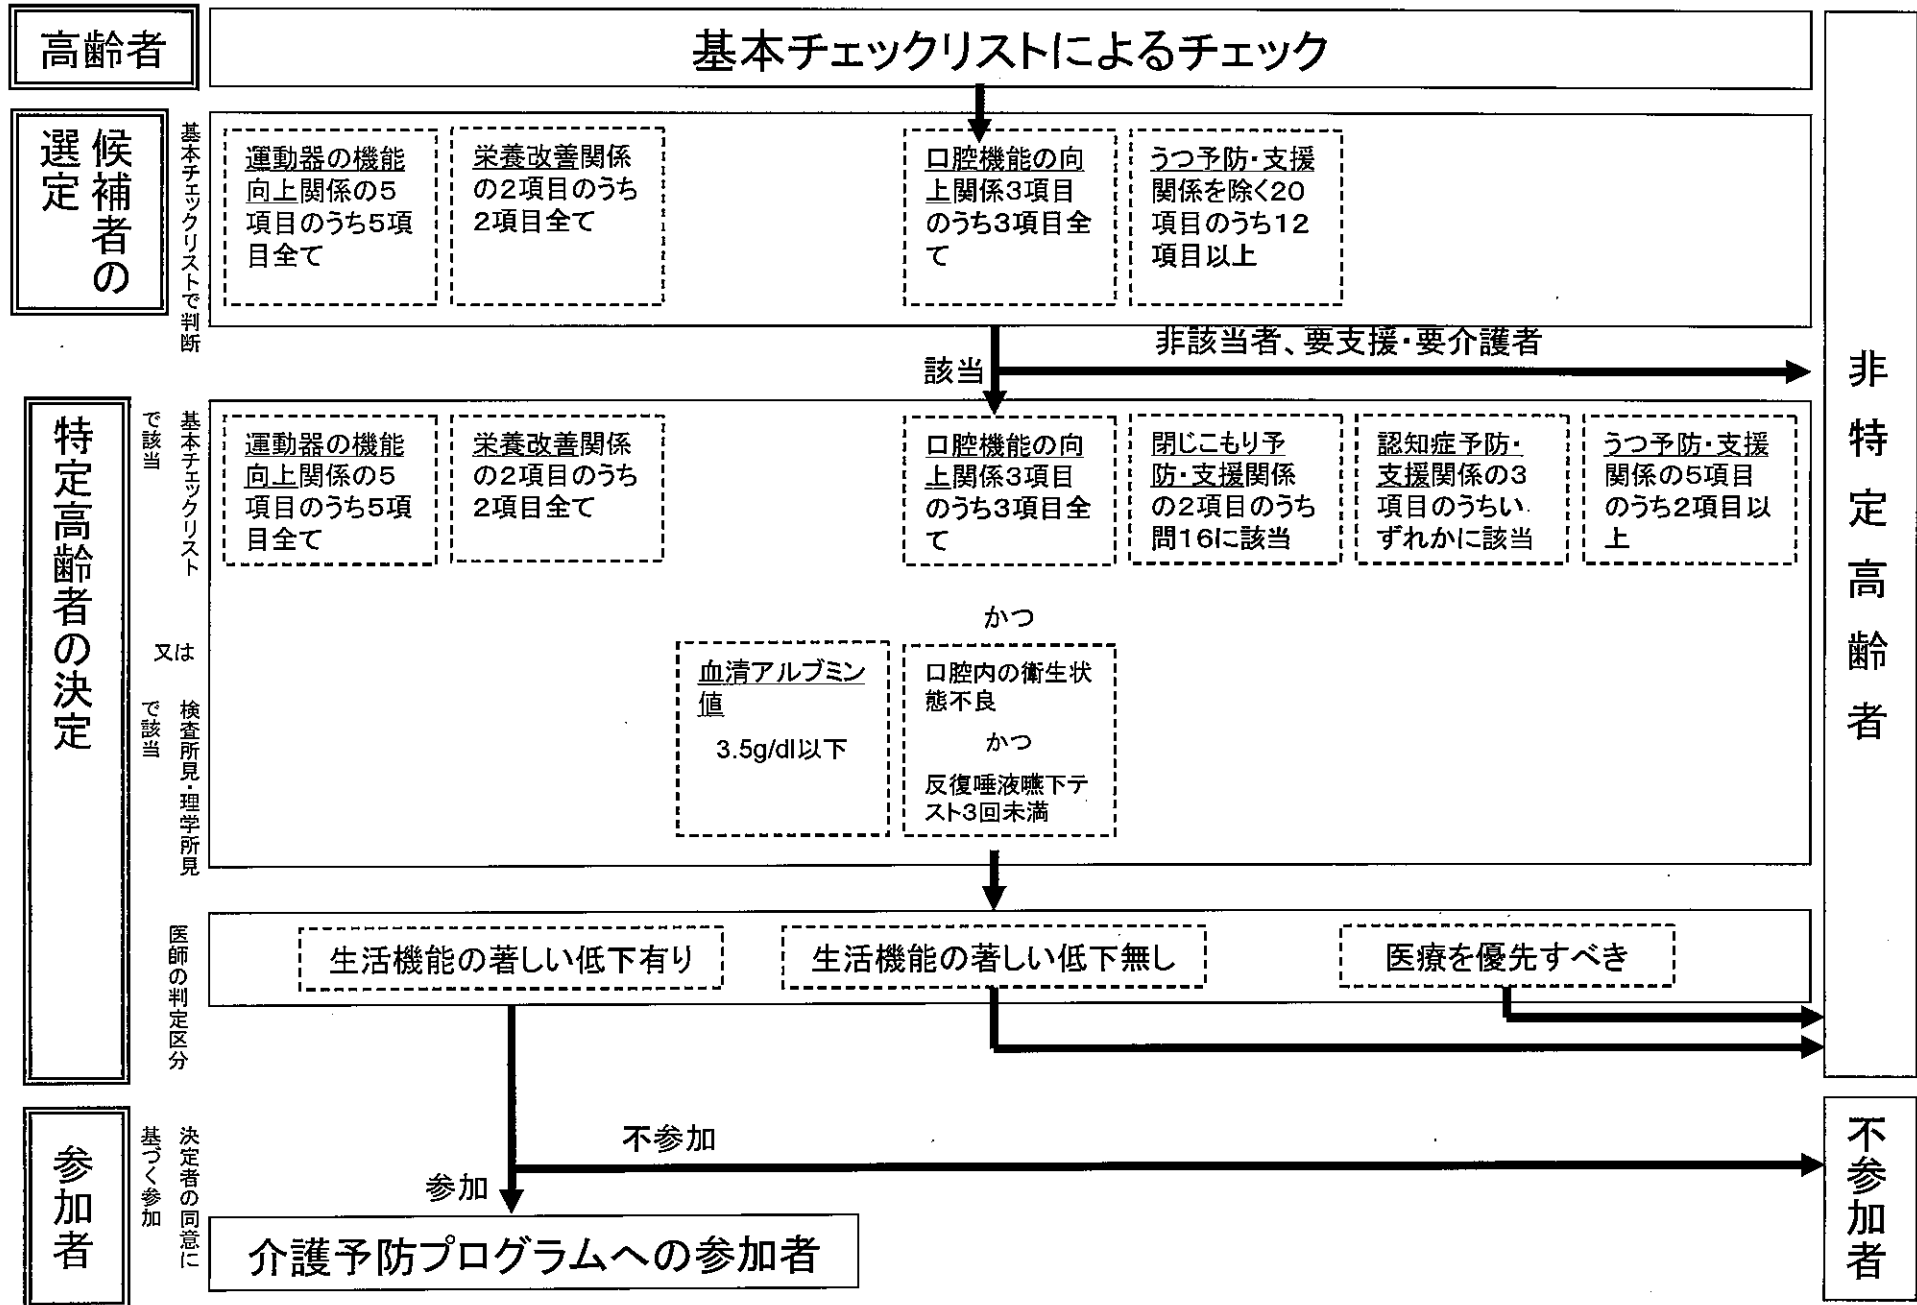 高齢者
基本チェックリストによるチェック
候補者の
選定
基本チェックリストで判断
運動器の機能
向上関係の5
項目のうち5項
目全て
栄養改善関係
の2項目のうち
2項目全て
口腔機能の向
上関係3項目
のうち3項目全
て
うつ予防・支援
関係を除く20
項目のうち12
項目以上
該当
非該当者、要支援・要介護者
非特定高齢者
特定高齢者の決定
基本チェックリスト
で該当
運動器の機能
向上関係の5
項目のうち5項
目全て
栄養改善関係
の2項目のうち
2項目全て
口腔機能の向
上関係3項目
のうち3項目全
て
閉じこもり予
防・支援関係
の2項目のうち
問16に該当
認知症予防・
支援関係の3
項目のうちい
ずれかに該当
うつ予防・支援
関係の5項目
のうち2項目以
上
又は
検査所見・理学所見
で該当
かつ
血清アルブミン
値
3.5g/dl以下
口腔内の衛生状
態不良
かつ
反復唾液嚥下テ
スト3回未満
医師の判定区分
生活機能の著しい低下有り
生活機能の著しい低下無し
医療を優先すべき
参加者
決定者の同意に
基づく参加
不参加
参加
介護予防プログラムへの参加者
不参加者